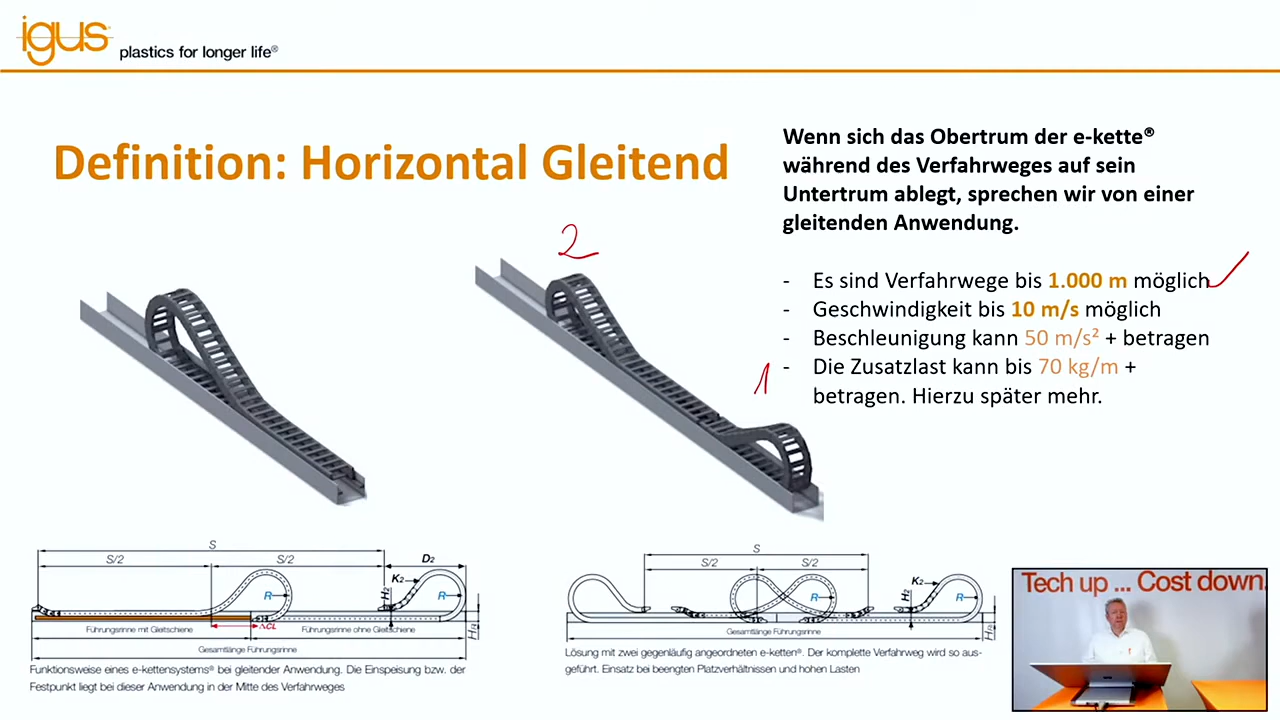 igus
plastics for longer life®
Definition: Horizontal Gleitend
Wenn sich das Obertrum der e-kette®
während des Verfahrweges auf sein
Untertrum ablegt, sprechen wir von einer
gleitenden Anwendung.
- Es sind Verfahrwege bis 1.000 m möglich
- Geschwindigkeit bis 10 m/s möglich
- Beschleunigung kann 50 m/s² + betragen
- Die Zusatzlast kann bis 70 kg/m +
betragen. Hierzu später mehr.
2
1
S
S/2 S/2 D2
K2
H2
R R
ΔCL
Führungsrinne mit Gleitschiene Führungsrinne ohne Gleitschiene
Gesamtlänge Führungsrinne
Funktionsweise eines e-kettensystems® bei gleitender Anwendung. Die Einspeisung bzw. der
Festpunkt liegt bei dieser Anwendung in der Mitte des Verfahrweges
S
S/2 S/2
K2
H2
R R
Gesamtlänge Führungsrinne
Lösung mit zwei gegenläufig angeordneten e-ketten®. Der komplette Verfahrweg wird so aus-
geführt. Einsatz bei beengten Platzverhältnissen und hohen Lasten
Tech up ... Cost down.